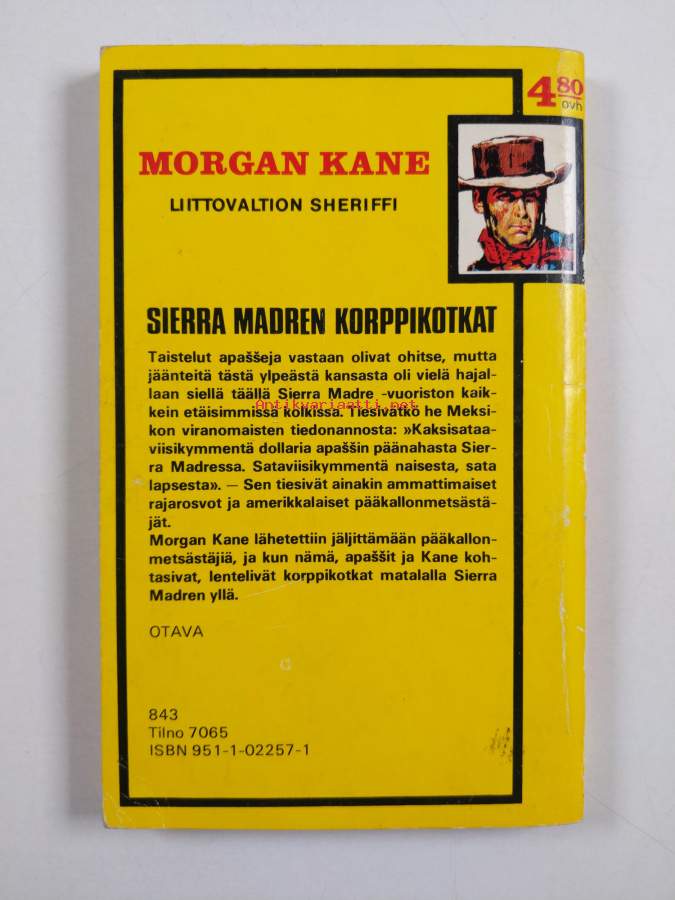 4 80
ovh
MORGAN KANE
LIITTOVALTION SHERIFFI
SIERRA MADREN KORPPIKOTKAT
Taistelut apaššeja vastaan olivat ohitse, mutta
jäänteitä tästä ylpeästä kansasta oli vielä hajal-
laan siellä täällä Sierra Madre -vuoriston kaik-
kein etäisimmissä kolkissa. Tiesivätkö he Meksi-
Antikvariaatti.net
kon viranomaisten tiedonannosta: »Kaksisataa-
viisikymmentä dollaria apaššin päänahasta Sier-
ra Madressa. Sataviisikymmentä naisesta, sata
lapsesta». — Sen tiesivät ainakin ammattimaiset
rajarosvot ja amerikkalaiset pääkallonmetsästä-
jät.
Morgan Kane lähetettiin jäljittämään pääkallon-
metsästäjiä, ja kun nämä, apaššit ja Kane koh-
tasivat, lentelivät korppikotkat matalalla Sierra
Madren yllä.
OTAVA
843
Tilno 7065
ISBN 951-1-02257-1